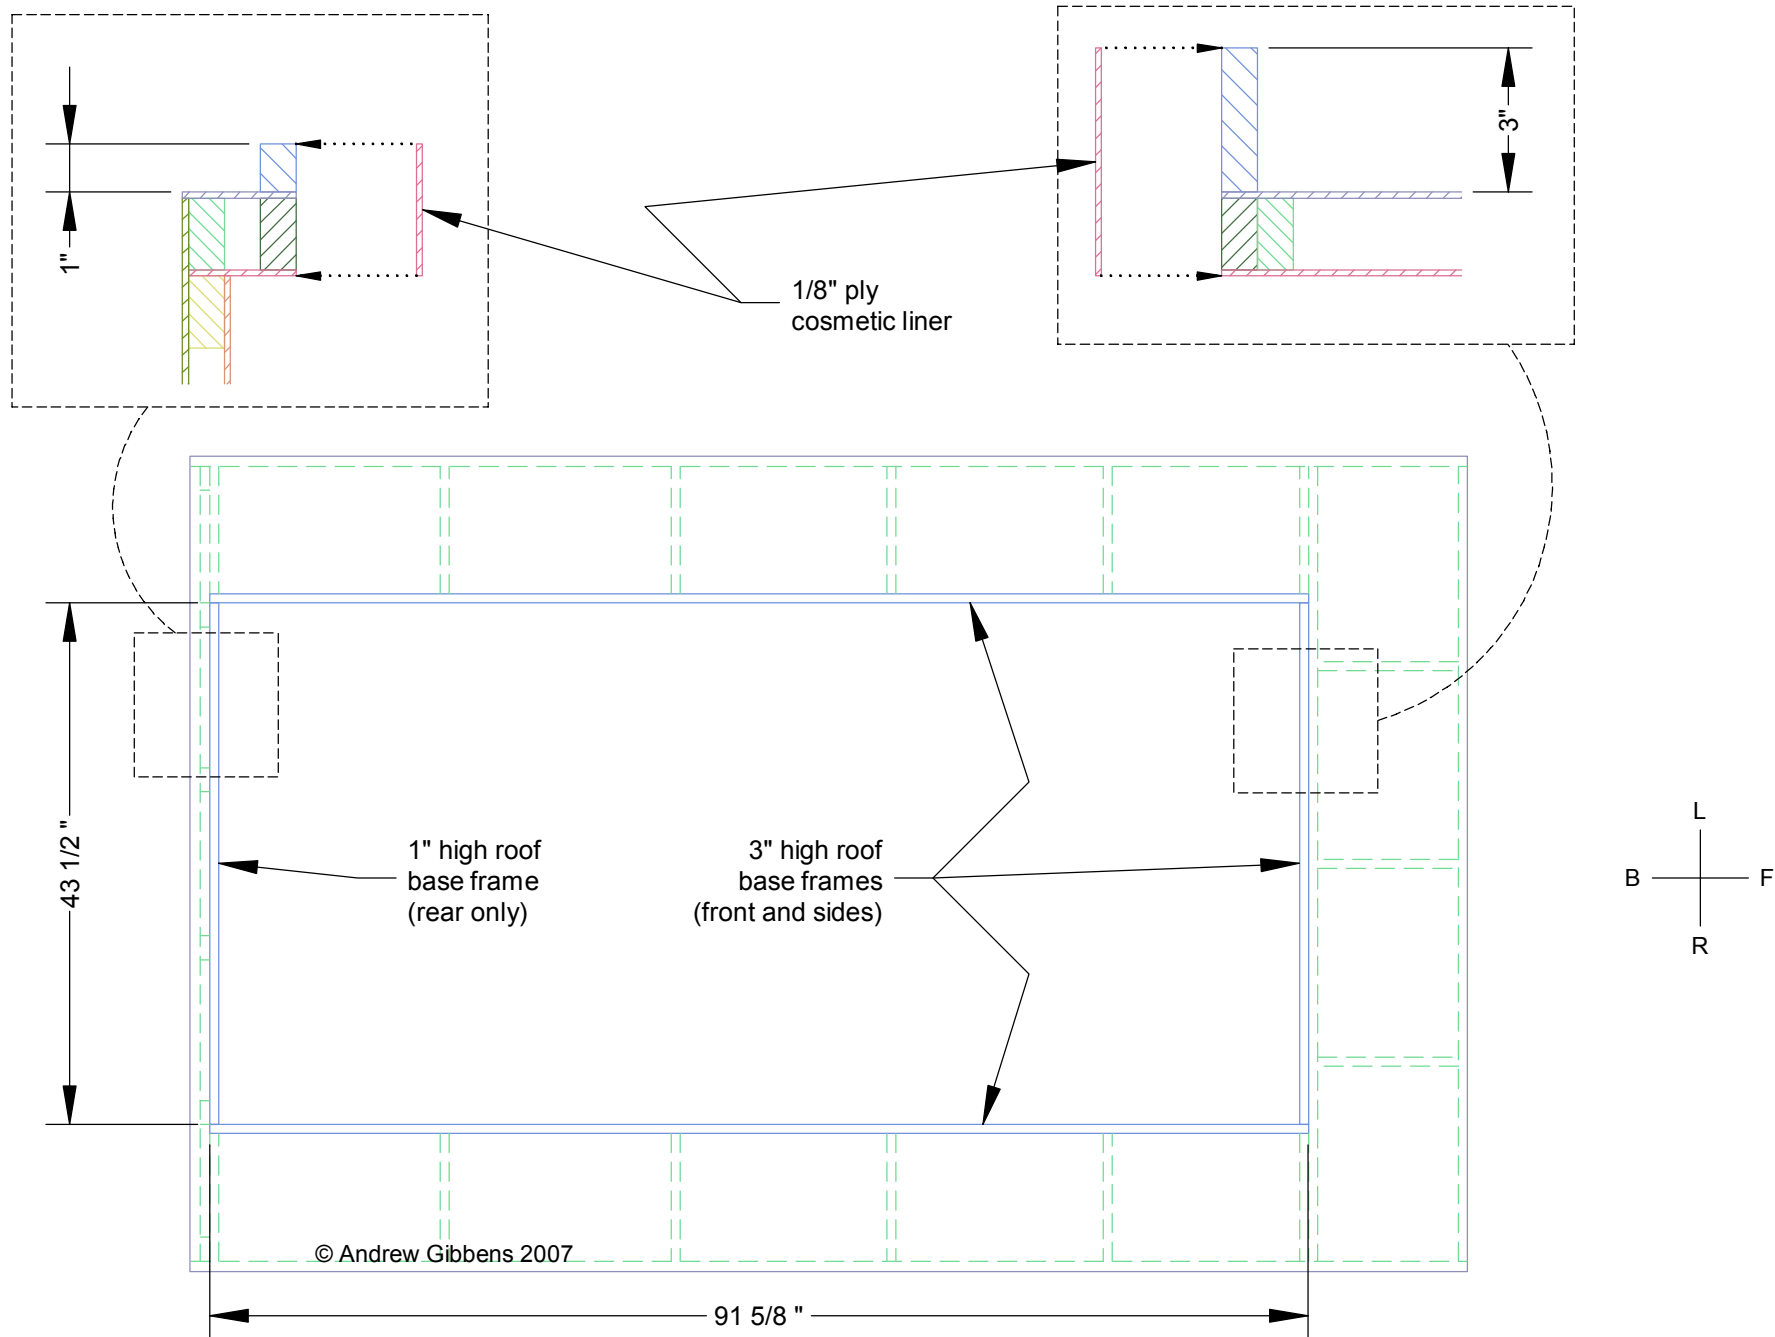 1"
3"
1/8" ply
cosmetic liner
43 1/2 "
1" high roof
base frame
(rear only)
3" high roof
base frames
(front and sides)
L
B
F
R
© Andrew Gibbens 2007
91 5/8 "